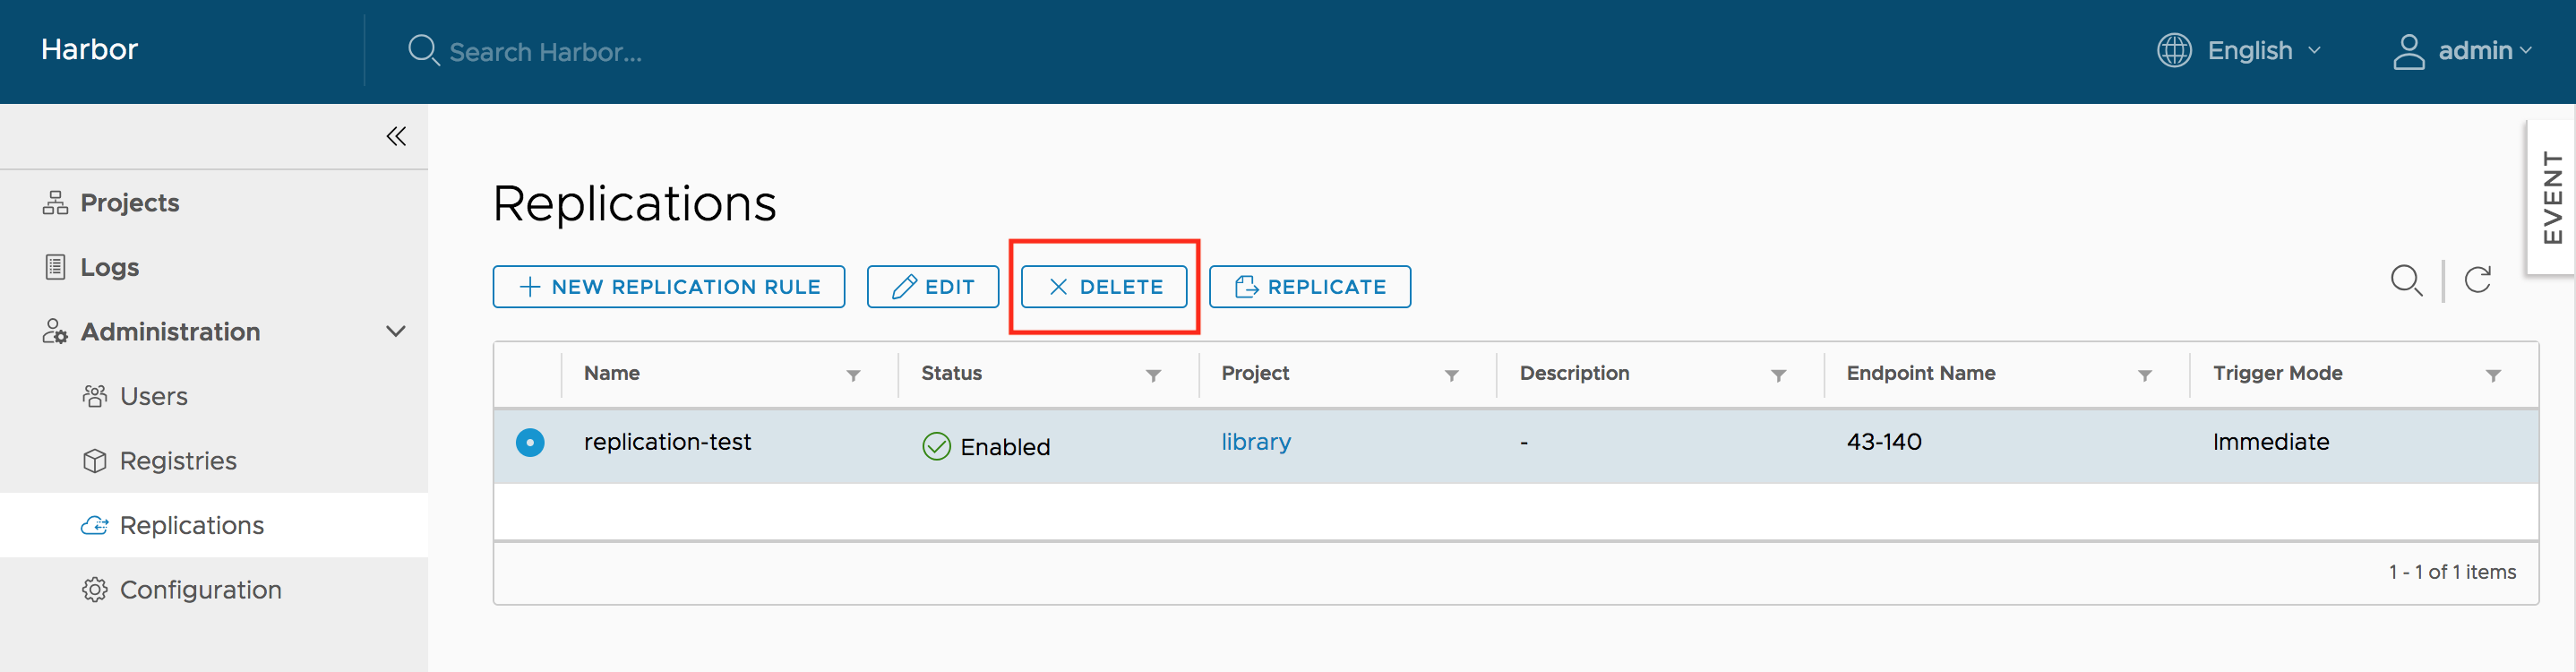 Harbor
Search Harbor...
English
admin
EVENT
Projects
Logs
Administration
Users
Registries
Replications
Configuration
Replications
NEW REPLICATION RULE EDIT DELETE REPLICATE
Name Status Project Description Endpoint Name Trigger Mode
replication-test Enabled library - 43-140 Immediate
1 - 1 of 1 items